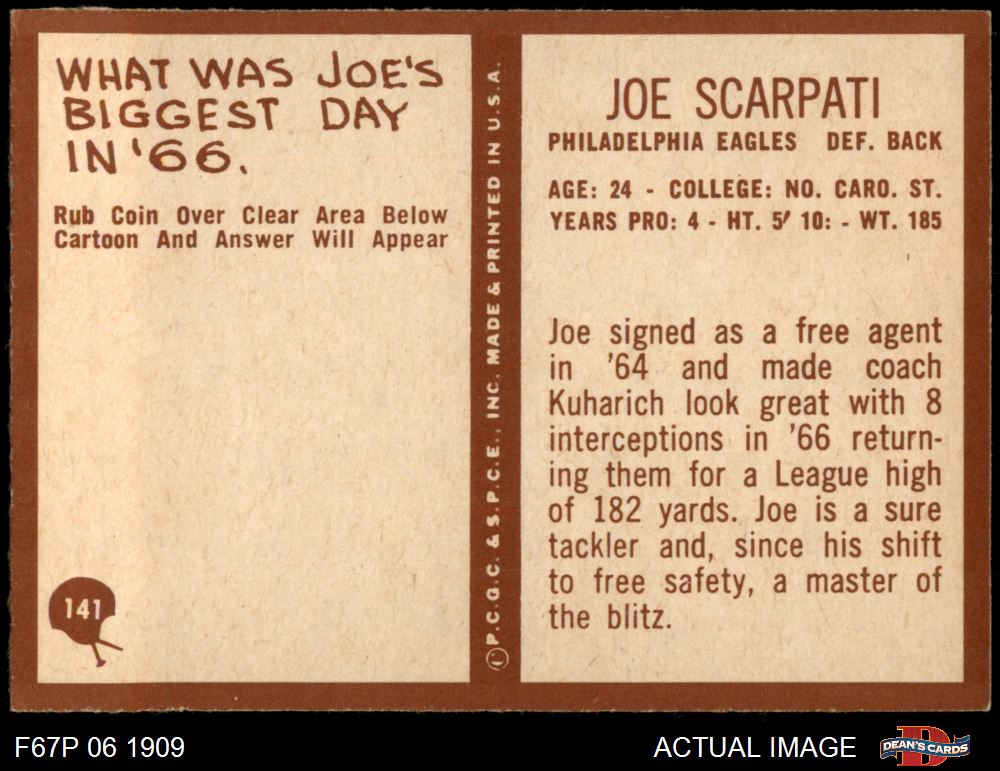 WHAT WAS JOE'S
BIGGEST DAY
IN '66.
Rub Coin Over Clear Area Below
Cartoon And Answer Will Appear
141
©P.C.G.C. & S.P.C.E., INC. MADE & PRINTED IN U.S.A.
JOE SCARPATI
PHILADELPHIA EAGLES DEF. BACK
AGE: 24 - COLLEGE: NO. CARO. ST.
YEARS PRO: 4 - HT. 5' 10: - WT. 185
Joe signed as a free agent
in '64 and made coach
Kuharich look great with 8
interceptions in '66 return-
ing them for a League high
of 182 yards. Joe is a sure
tackler and, since his shift
to free safety, a master of
the blitz.
F67P 06 1909
ACTUAL IMAGE
DEAN'S CARDS